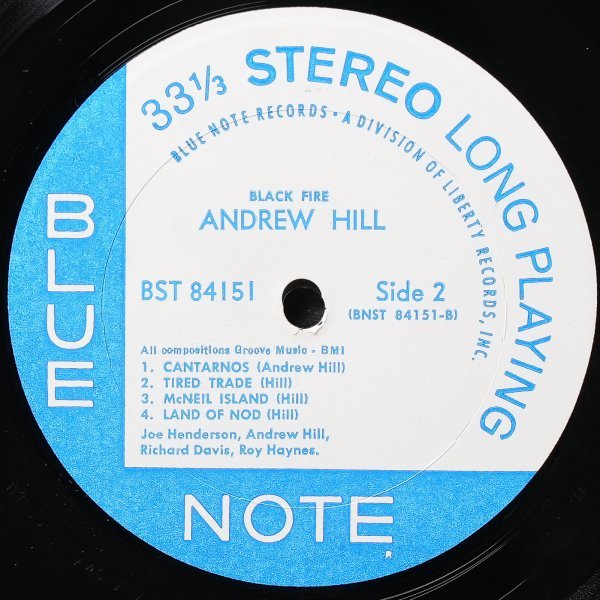 33⅓ STEREO LONG PLAYING
BLUE NOTE RECORDS • A DIVISION OF LIBERTY RECORDS, INC.
BLACK FIRE
ANDREW HILL
BST 84151
Side 2
(BNST 84151-B)
All compositions Groove Music - BMI
1. CANTARNOS (Andrew Hill)
2. TIRED TRADE (Hill)
3. McNEIL ISLAND (Hill)
4. LAND OF NOD (Hill)
Joe Henderson, Andrew Hill,
Richard Davis, Roy Haynes.
BLUE
NOTE
R